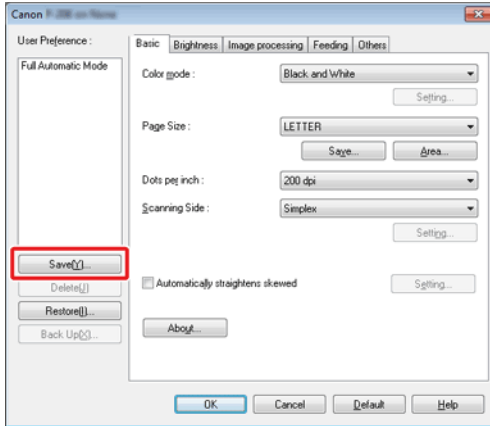 Canon
User Preference :
Full Automatic Mode
Save(Y)...
Delete(J)
Restore(I)...
Back Up(X)...
Basic
Brightness
Image processing
Feeding
Others
Color mode :
Black and White
Setting...
Page Size :
LETTER
Save...
Area...
Dots per inch :
200 dpi
Scanning Side :
Simplex
Setting...
Automatically straightens skewed
Setting...
About...
OK
Cancel
Default
Help